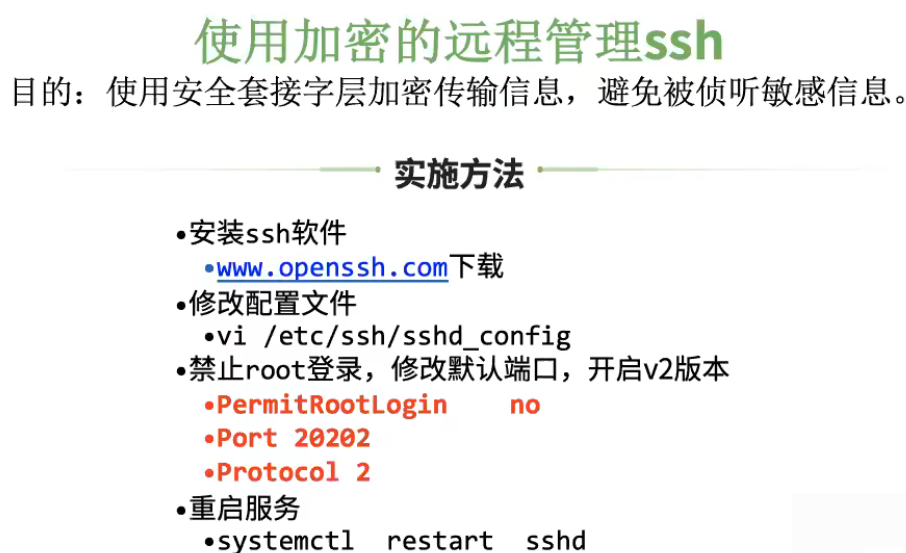 使用加密的远程管理ssh
目的：使用安全套接字层加密传输信息，避免被侦听敏感信息。
实施方法
•安装ssh软件
•www.openssh.com下载
•修改配置文件
•vi /etc/ssh/sshd_config
•禁止root登录，修改默认端口，开启v2版本
•PermitRootLogin    no
•Port 20202
•Protocol 2
•重启服务
•systemctl  restart  sshd